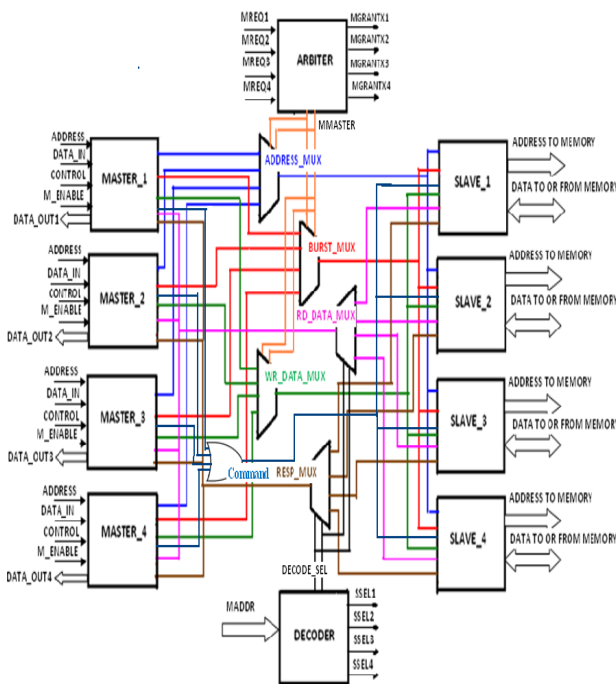 MREQ1
MREQ2
MREQ3
MREQ4
ARBITER
MGRANTX1
MGRANTX2
MGRANTX3
MGRANTX4
MMASTER
ADDRESS
DATA_IN
CONTROL
M_ENABLE
DATA_OUT1
MASTER_1
ADDRESS_MUX
SLAVE_1
ADDRESS TO MEMORY
DATA TO OR FROM MEMORY
ADDRESS
DATA_IN
CONTROL
M_ENABLE
DATA_OUT2
MASTER_2
BURST_MUX
RD_DATA_MUX
SLAVE_2
ADDRESS TO MEMORY
DATA TO OR FROM MEMORY
ADDRESS
DATA_IN
CONTROL
M_ENABLE
DATA_OUT3
MASTER_3
WR_DATA_MUX
SLAVE_3
ADDRESS TO MEMORY
DATA TO OR FROM MEMORY
Command
RESP_MUX
ADDRESS
DATA_IN
CONTROL
M_ENABLE
DATA_OUT4
MASTER_4
SLAVE_4
ADDRESS TO MEMORY
DATA TO OR FROM MEMORY
DECODE_SEL
MADDR
DECODER
SSEL1
SSEL2
SSEL3
SSEL4